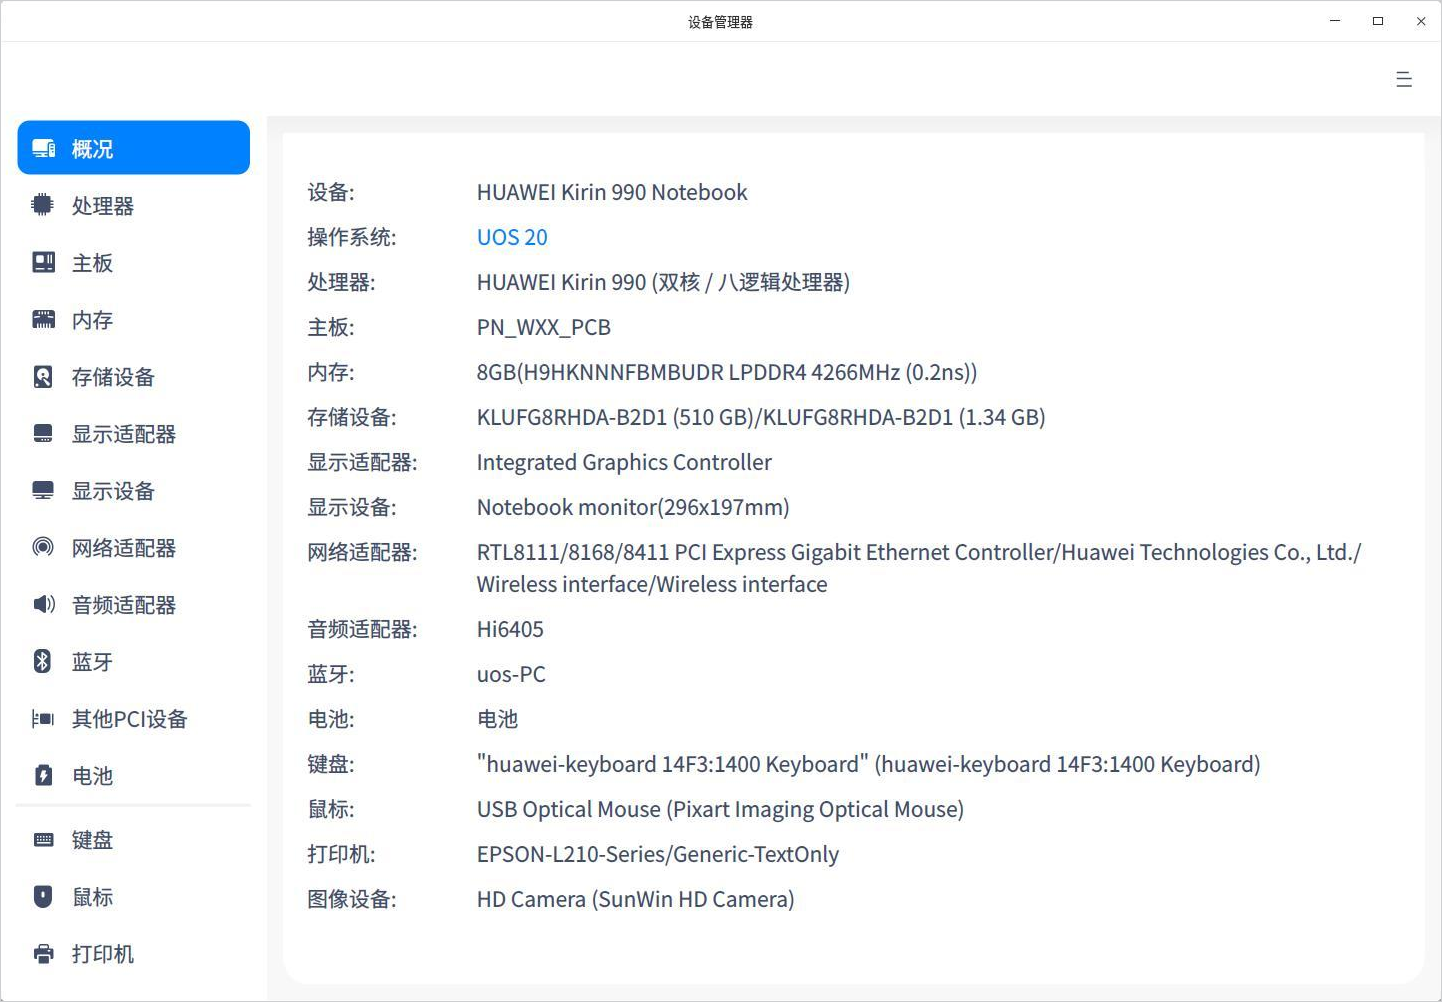 设备管理器
概况
处理器
主板
内存
存储设备
显示适配器
显示设备
网络适配器
音频适配器
蓝牙
其他PCI设备
电池
键盘
鼠标
打印机
设备: HUAWEI Kirin 990 Notebook
操作系统: UOS 20
处理器: HUAWEI Kirin 990 (双核 / 八逻辑处理器)
主板: PN_WXX_PCB
内存: 8GB(H9HKNNNFBMBUDR LPDDR4 4266MHz (0.2ns))
存储设备: KLUFG8RHDA-B2D1 (510 GB)/KLUFG8RHDA-B2D1 (1.34 GB)
显示适配器: Integrated Graphics Controller
显示设备: Notebook monitor(296x197mm)
网络适配器: RTL8111/8168/8411 PCI Express Gigabit Ethernet Controller/Huawei Technologies Co., Ltd./
Wireless interface/Wireless interface
音频适配器: Hi6405
蓝牙: uos-PC
电池: 电池
键盘: "huawei-keyboard 14F3:1400 Keyboard" (huawei-keyboard 14F3:1400 Keyboard)
鼠标: USB Optical Mouse (Pixart Imaging Optical Mouse)
打印机: EPSON-L210-Series/Generic-TextOnly
图像设备: HD Camera (SunWin HD Camera)